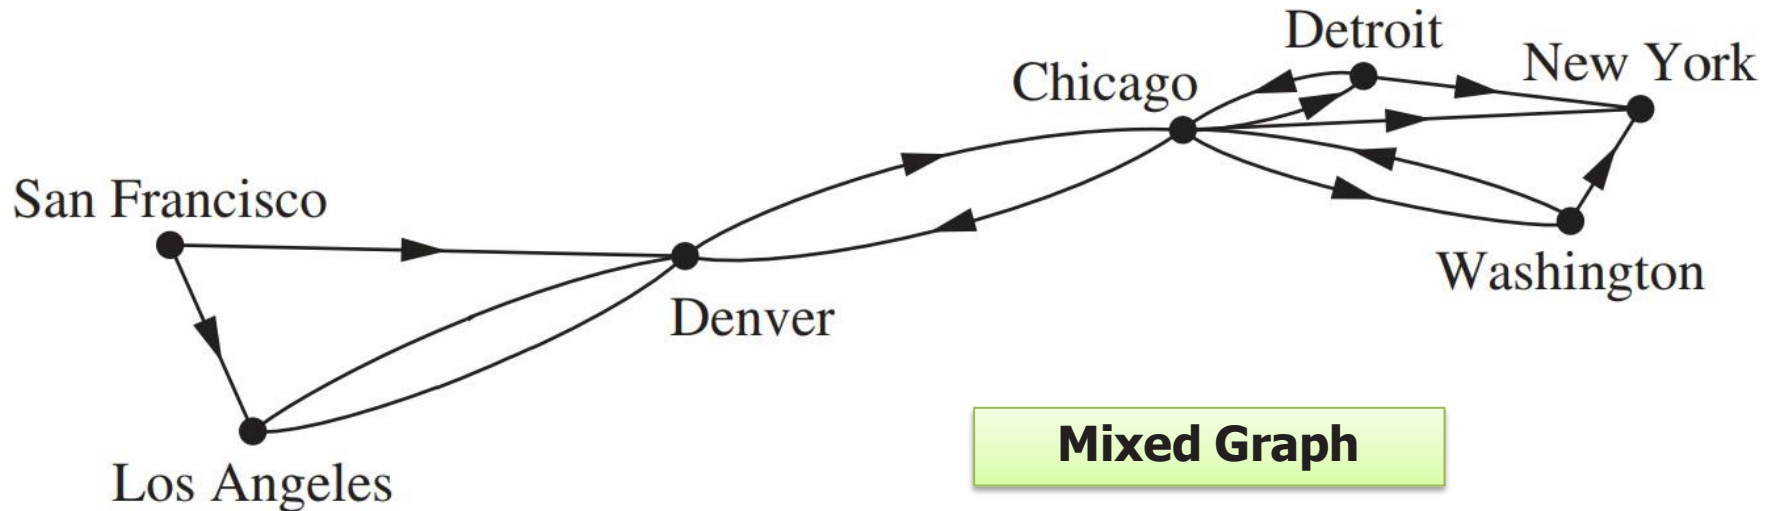 Detroit
New York
Chicago
San Francisco
Washington
Denver
Mixed Graph
Los Angeles